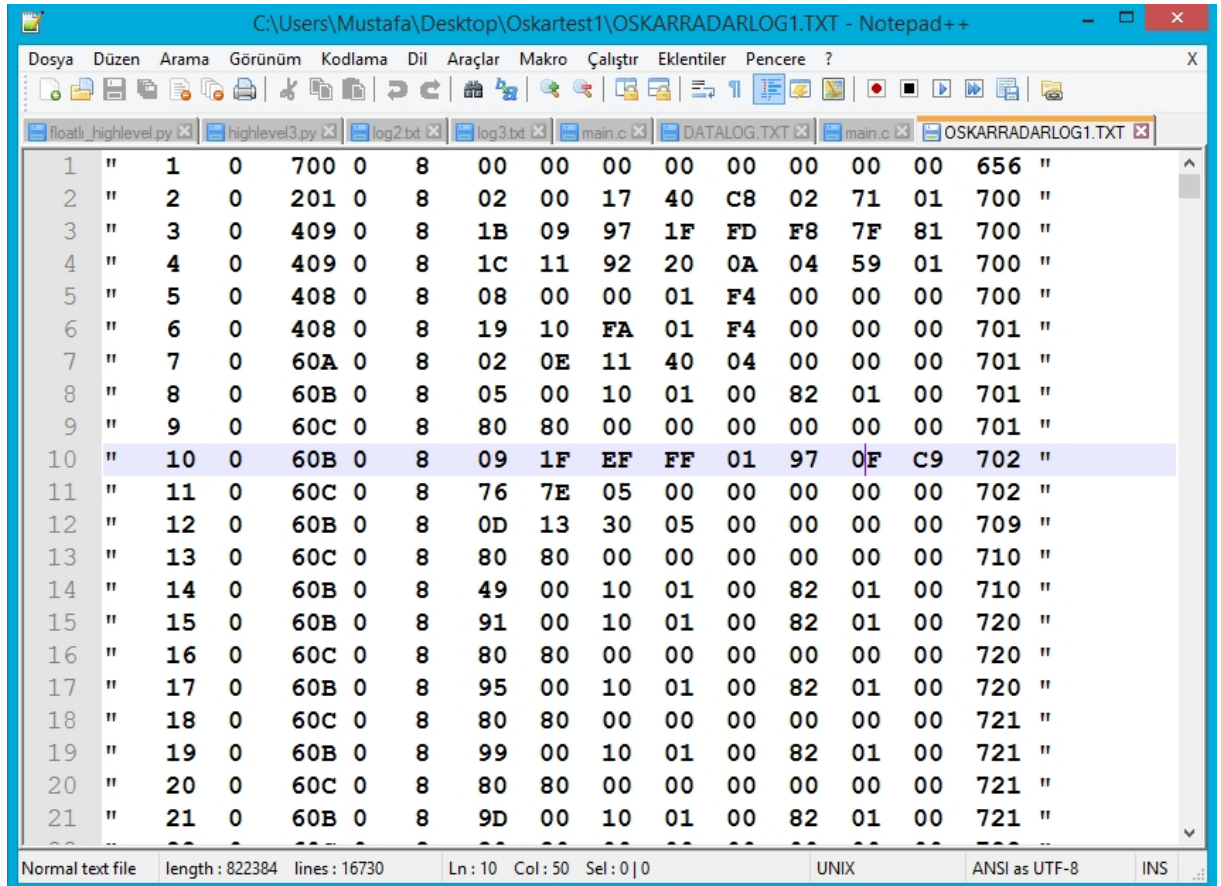 C:\Users\Mustafa\Desktop\Oskartest1\OSKARRADARLOG1.TXT - Notepad++
Dosya Düzen Arama Görünüm Kodlama Dil Araçlar Makro Çalıştır Eklentiler Pencere ? X
floatlı_highlevel.py highlevel3.py log2.txt log3.txt main.c DATALOG.TXT main.c OSKARRADARLOG1.TXT
1 " 1 0 700 0 8 00 00 00 00 00 00 00 00 656 "
2 " 2 0 201 0 8 02 00 17 40 C8 02 71 01 700 "
3 " 3 0 409 0 8 1B 09 97 1F FD F8 7F 81 700 "
4 " 4 0 409 0 8 1C 11 92 20 0A 04 59 01 700 "
5 " 5 0 408 0 8 08 00 00 01 F4 00 00 00 700 "
6 " 6 0 408 0 8 19 10 FA 01 F4 00 00 00 701 "
7 " 7 0 60A 0 8 02 0E 11 40 04 00 00 00 701 "
8 " 8 0 60B 0 8 05 00 10 01 00 82 01 00 701 "
9 " 9 0 60C 0 8 80 80 00 00 00 00 00 00 701 "
10 " 10 0 60B 0 8 09 1F EF FF 01 97 0F C9 702 "
11 " 11 0 60C 0 8 76 7E 05 00 00 00 00 00 702 "
12 " 12 0 60B 0 8 0D 13 30 05 00 00 00 00 709 "
13 " 13 0 60C 0 8 80 80 00 00 00 00 00 00 710 "
14 " 14 0 60B 0 8 49 00 10 01 00 82 01 00 710 "
15 " 15 0 60B 0 8 91 00 10 01 00 82 01 00 720 "
16 " 16 0 60C 0 8 80 80 00 00 00 00 00 00 720 "
17 " 17 0 60B 0 8 95 00 10 01 00 82 01 00 720 "
18 " 18 0 60C 0 8 80 80 00 00 00 00 00 00 721 "
19 " 19 0 60B 0 8 99 00 10 01 00 82 01 00 721 "
20 " 20 0 60C 0 8 80 80 00 00 00 00 00 00 721 "
21 " 21 0 60B 0 8 9D 00 10 01 00 82 01 00 721 "
Normal text file length : 822384 lines : 16730 Ln : 10 Col : 50 Sel : 0 | 0 UNIX ANSI as UTF-8 INS